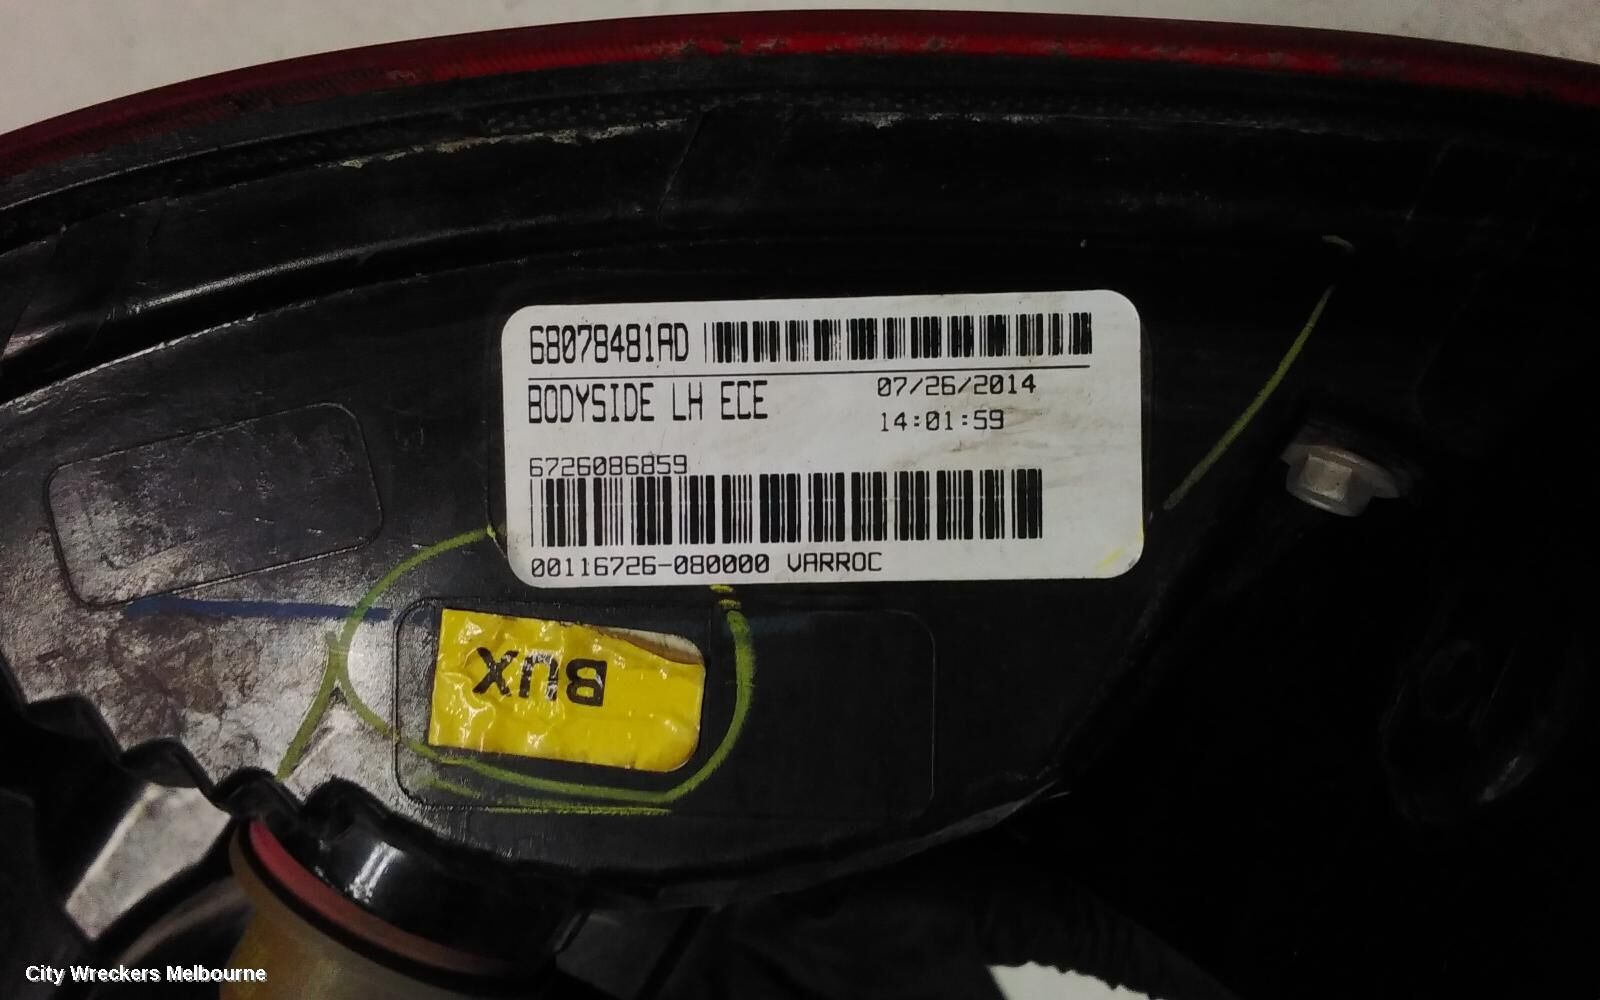 68078481AD
BODYSIDE LH ECE
07/26/2014
14:01:59
6726086859
00116726-080000 VARROC
BUX
City Wreckers Melbourne